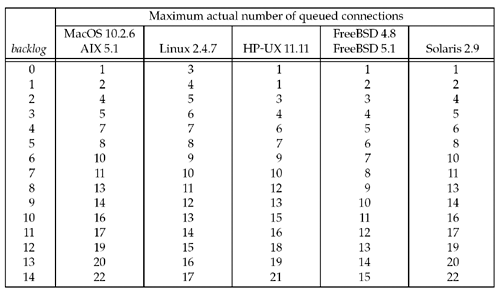 Maximum actual number of queued connections
MacOS 10.2.6 FreeBSD 4.8
backlog AIX 5.1 Linux 2.4.7 HP-UX 11.11 FreeBSD 5.1 Solaris 2.9
0 1 3 1 1 1
1 2 4 1 2 2
2 4 5 3 3 4
3 5 6 4 4 5
4 7 7 6 5 6
5 8 8 7 6 8
6 10 9 9 7 10
7 11 10 10 8 11
8 13 11 12 9 13
9 14 12 13 10 14
10 16 13 15 11 16
11 17 14 16 12 17
12 19 15 18 13 19
13 20 16 19 14 20
14 22 17 21 15 22